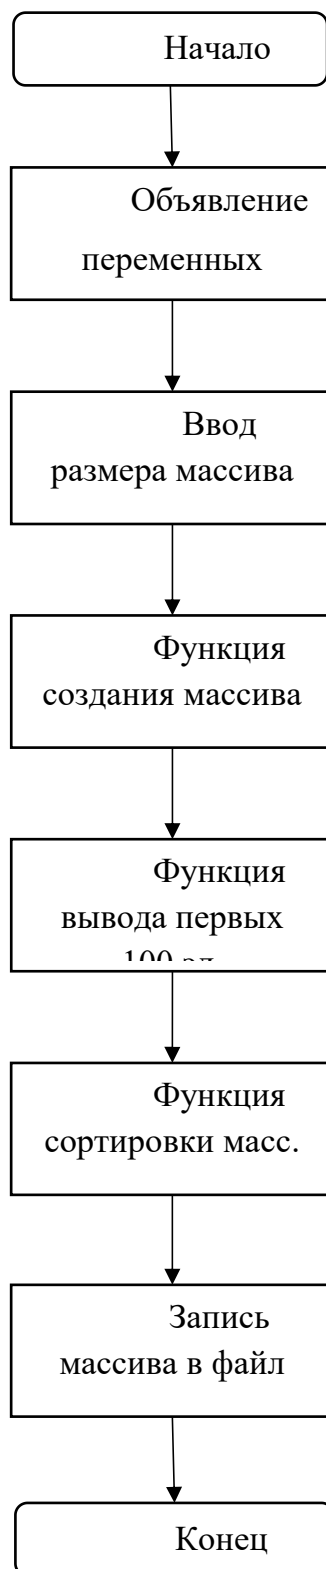 Начало
Объявление
переменных
Ввод
размера массива
Функция
создания массива
Функция
вывода первых
Функция
сортировки масс.
Запись
массива в файл
Конец